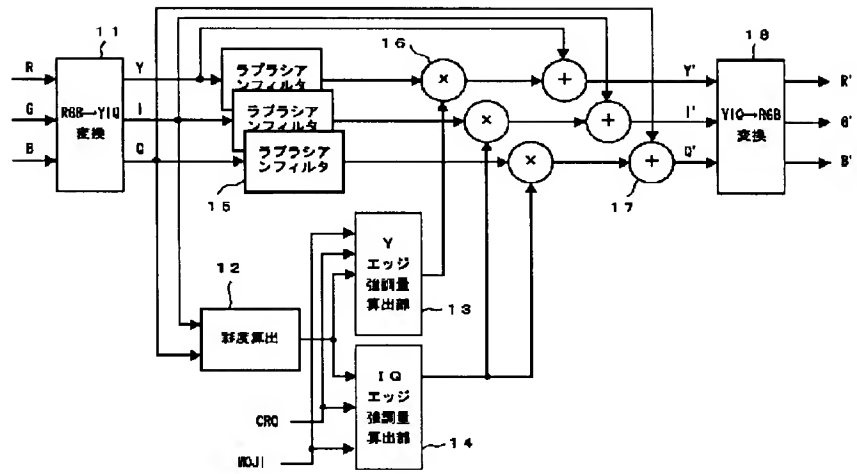 11
R
G
B
RGB→YIQ
変換
Y
I
Q
ラプラシア
ンフィルタ
ラプラシア
ンフィルタ
ラプラシア
ンフィルタ
15
16
×
×
×
+
+
+
17
Y'
I'
Q'
18
YIQ→RGB
変換
R'
G'
B'
12
彩度算出
Y
エッジ
強調量
算出部
13
IQ
エッジ
強調量
算出部
14
CRO
MOJI